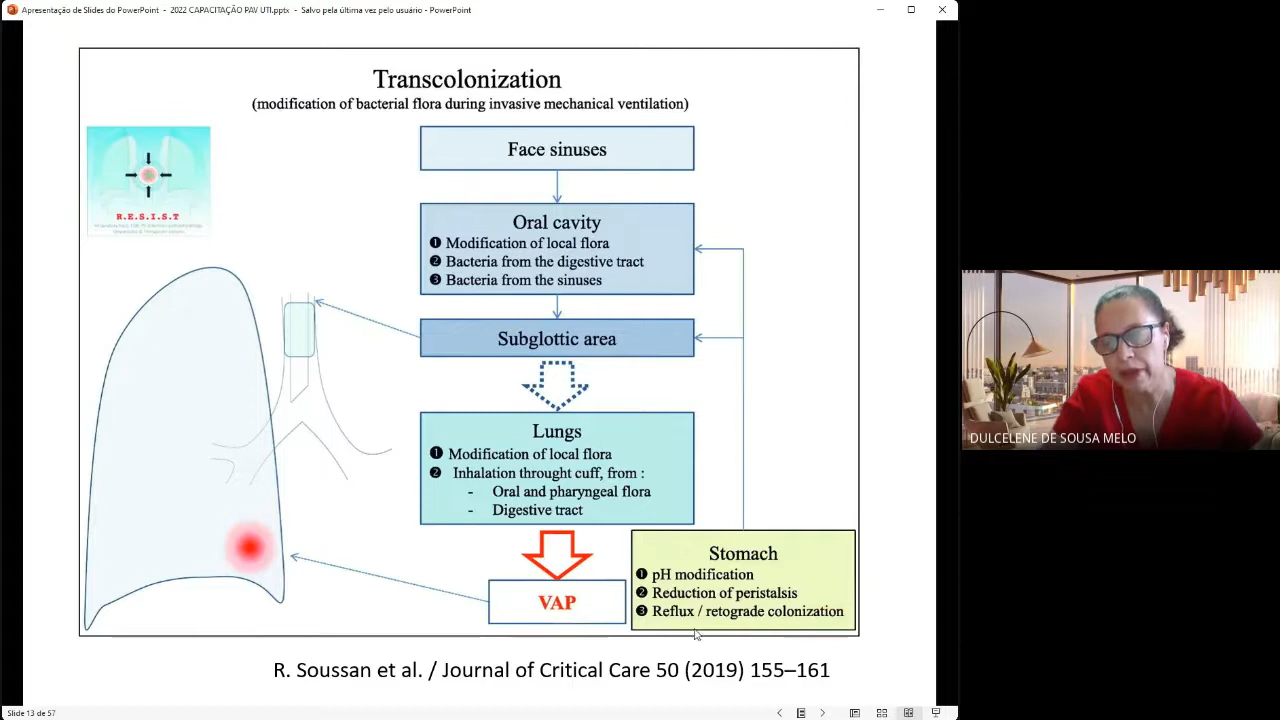 Apresentação de Slides do PowerPoint - 2022 CAPACITAÇÃO PAV UTI.pptx - Salvo pela última vez pelo usuário - PowerPoint
Transcolonization
(modification of bacterial flora during invasive mechanical ventilation)
Face sinuses
R.E.S.I.S.T
Oral cavity
❶ Modification of local flora
❷ Bacteria from the digestive tract
❸ Bacteria from the sinuses
Subglottic area
Lungs
❶ Modification of local flora
❷ Inhalation throught cuff, from :
- Oral and pharyngeal flora
- Digestive tract
VAP
Stomach
❶ pH modification
❷ Reduction of peristalsis
❸ Reflux / retograde colonization
R. Soussan et al. / Journal of Critical Care 50 (2019) 155–161
DULCELENE DE SOUSA MELO
Slide 13 de 57